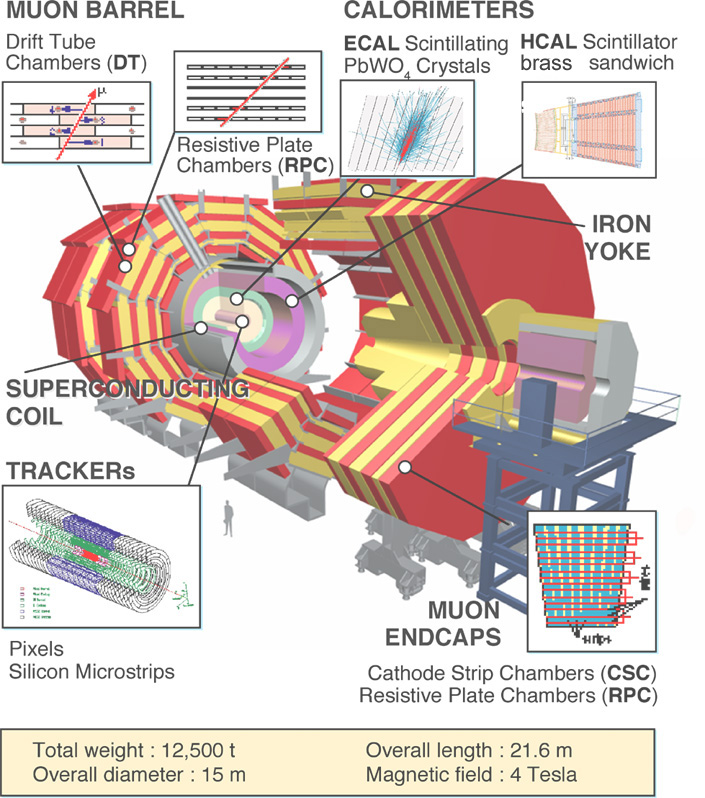 MUON BARREL
Drift Tube
Chambers (DT)
Resistive Plate
Chambers (RPC)
CALORIMETERS
ECAL Scintillating
PbWO4 Crystals
HCAL Scintillator
brass sandwich
μ
IRON
YOKE
SUPERCONDUCTING
COIL
TRACKERs
Pixels
Silicon Microstrips
MUON
ENDCAPS
Cathode Strip Chambers (CSC)
Resistive Plate Chambers (RPC)
Total weight : 12,500 t
Overall diameter : 15 m
Overall length : 21.6 m
Magnetic field : 4 Tesla